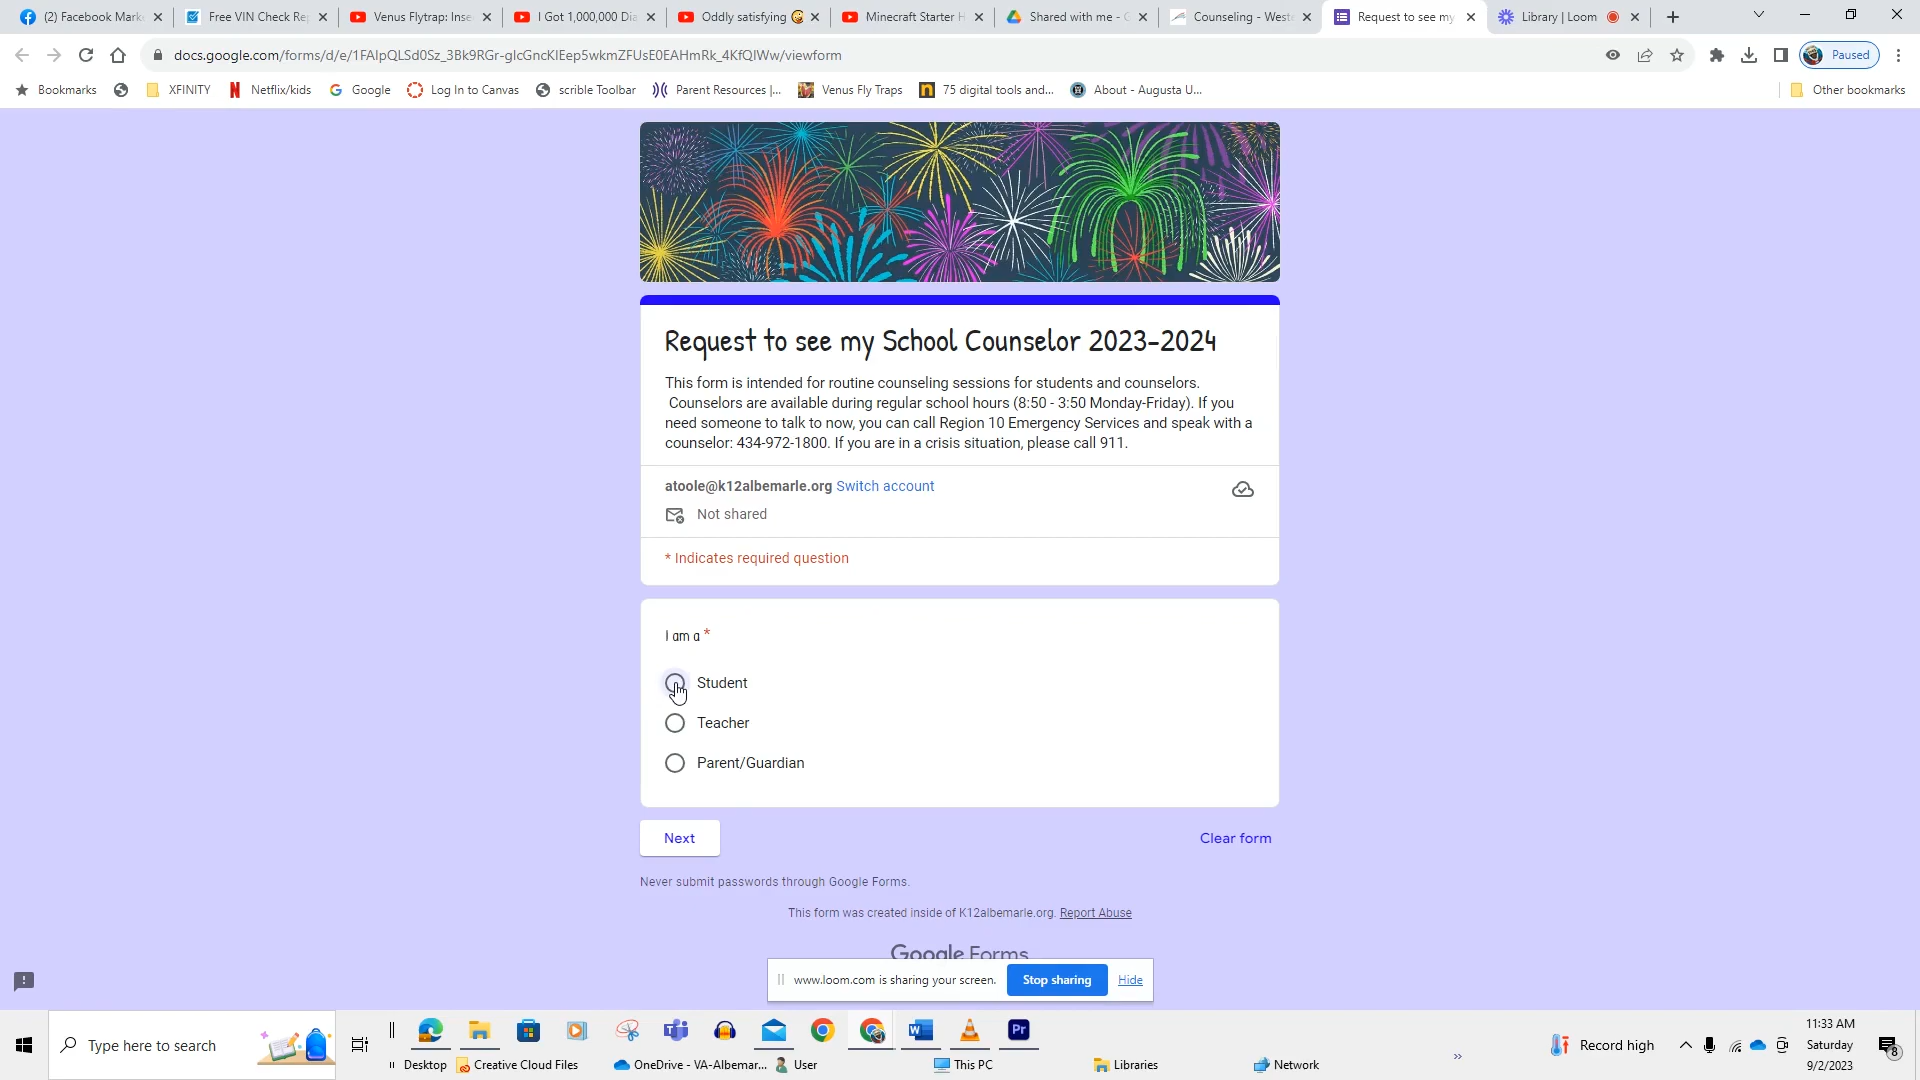 (2) Facebook Mark
Free VIN Check Re
Venus Flytrap: Inse
I Got 1,000,000 Dia
Oddly satisfying
Minecraft Starter H
Shared with me - G
Counseling - West
Request to see my
Library | Loom
docs.google.com/forms/d/e/1FAIpQLSd0Sz_3Bk9RGr-glcGncKIEep5wkmZFUsE0EAHmRk_4KfQIWw/viewform
Paused
Bookmarks
XFINITY
Netflix/kids
Google
Log In to Canvas
scrible Toolbar
Parent Resources |...
Venus Fly Traps
75 digital tools and...
About - Augusta U...
Other bookmarks
Request to see my School Counselor 2023-2024
This form is intended for routine counseling sessions for students and counselors.
Counselors are available during regular school hours (8:50 - 3:50 Monday-Friday). If you
need someone to talk to now, you can call Region 10 Emergency Services and speak with a
counselor: 434-972-1800. If you are in a crisis situation, please call 911.
atoole@k12albemarle.org Switch account
Not shared
* Indicates required question
I am a *
Student
Teacher
Parent/Guardian
Next
Clear form
Never submit passwords through Google Forms.
This form was created inside of K12albemarle.org. Report Abuse
Google Forms
www.loom.com is sharing your screen.
Stop sharing
Hide
Type here to search
Pr
Desktop
Creative Cloud Files
OneDrive - VA-Albemar...
User
This PC
Libraries
Network
»
Record high
11:33 AM
Saturday
9/2/2023
8